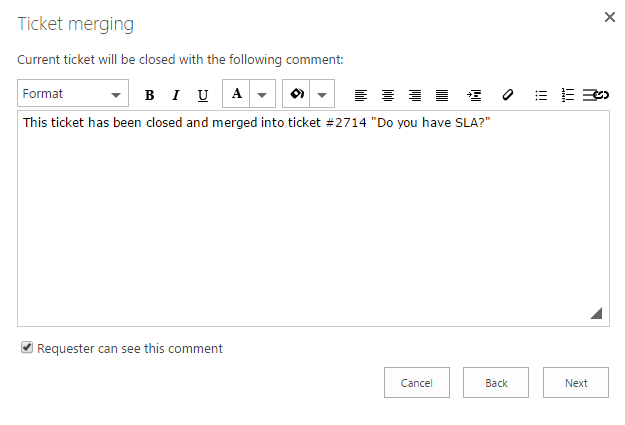 Ticket merging
Current ticket will be closed with the following comment:
Format B I U A
This ticket has been closed and merged into ticket #2714 "Do you have SLA?"
Requester can see this comment
Cancel Back Next